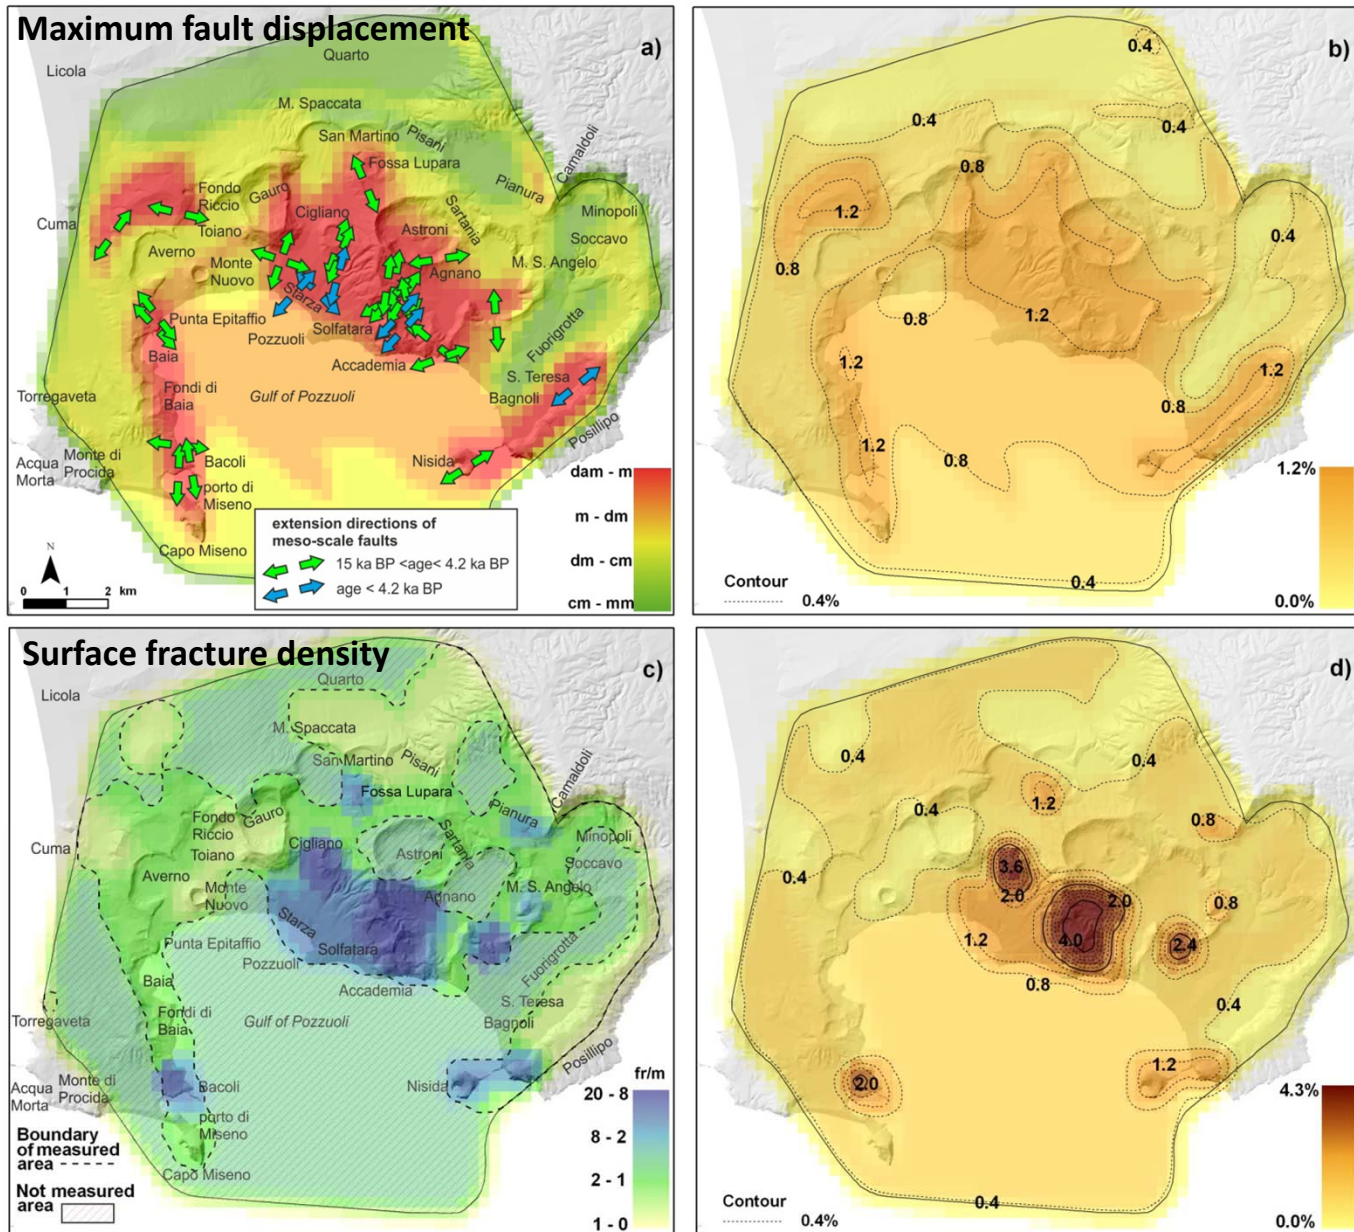 Maximum fault displacement
a)
Quarto
Licola
M. Spaccata
San Martino
Pisani
Fossa Lupara
Camaldoli
Fondo
Riccio
Gauro
Pianura
Cuma
Toiano
Cigliano
Sartania
Minopoli
Astroni
Soccavo
Averno
M. S. Angelo
Monte
Nuovo
Agnano
Starza
Punta Epitaffio
Solfatara
Pozzuoli
Fuorigrotta
Baia
Accademia
S. Teresa
Fondi di
Baia
Torregaveta
Gulf of Pozzuoli
Bagnoli
Posillipo
Monte di
Procida
Acqua
Morta
Bacoli
Nisida
porto di
Miseno
Capo Miseno
N
0 1 2 km
extension directions of
meso-scale faults
15 ka BP <age< 4.2 ka BP
age < 4.2 ka BP
dam - m
m - dm
dm - cm
cm - mm
b)
0.4
0.4
0.4
0.8
1.2
0.4
0.8
0.8
1.2
1.2
1.2
0.8
1.2
0.8
0.4
Contour
0.4%
1.2%
0.0%
Surface fracture density
c)
Quarto
Licola
M. Spaccata
San Martino
Pisani
Fossa Lupara
Camaldoli
Fondo
Riccio
Gauro
Pianura
Cuma
Toiano
Cigliano
Sartania
Minopoli
Astroni
Soccavo
Averno
Agnano
M. S. Angelo
Monte
Nuovo
Starza
Punta Epitaffio
Solfatara
Pozzuoli
Fuorigrotta
Baia
Accademia
S. Teresa
Fondi di
Baia
Torregaveta
Gulf of Pozzuoli
Bagnoli
Posillipo
Acqua
Morta
Monte di
Procida
Bacoli
Nisida
porto di
Miseno
Capo Miseno
Boundary
of measured
area
Not measured
area
fr/m
20 - 8
8 - 2
2 - 1
1 - 0
d)
0.4
0.4
1.2
0.4
0.8
0.4
3.6
2.0
2.0
0.8
1.2
4.0
2.4
0.8
0.4
1.2
2.0
0.4
Contour
0.4%
4.3%
0.0%